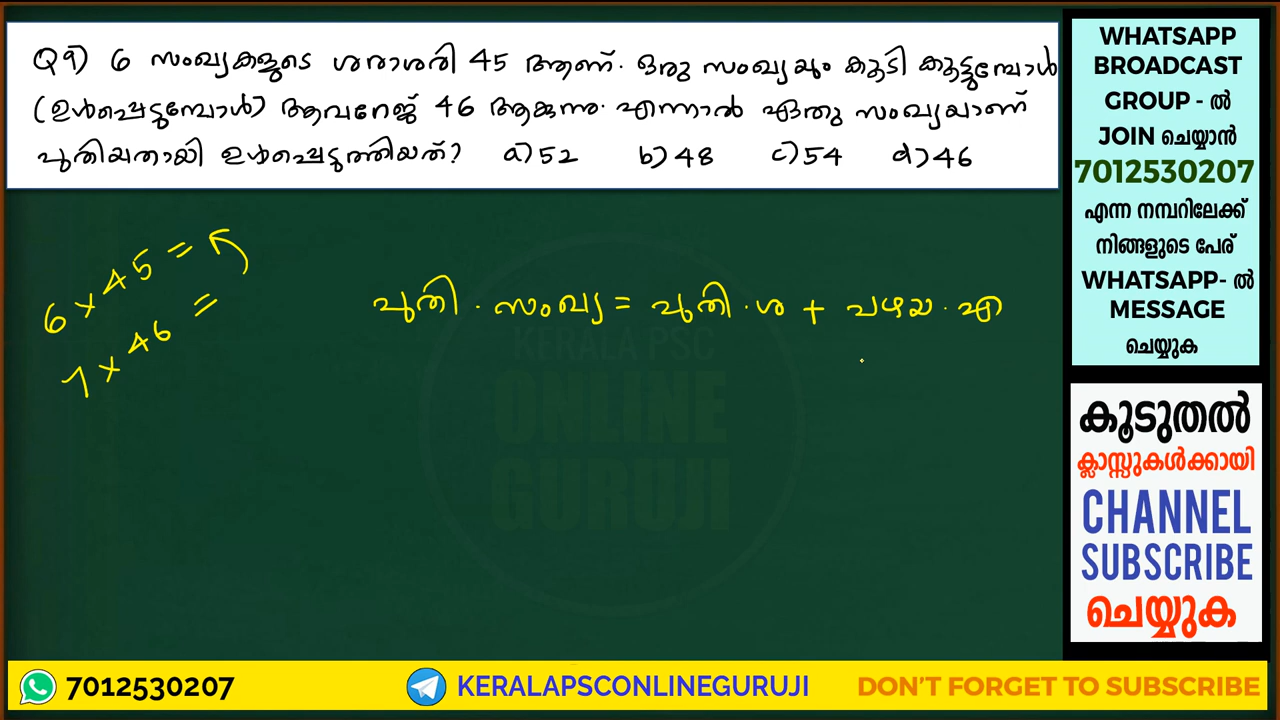 Q9) 6 സംഖ്യകളുടെ ശരാശരി 45 ആണ്. ഒരു സംഖ്യയും കൂടി കൂട്ടുമ്പോൾ
(ഉൾപ്പെടുമ്പോൾ) ആവറേജ് 46 ആകുന്നു. എന്നാൽ ഏതു സംഖ്യയാണ്
പുതിയതായി ഉൾപ്പെടുത്തിയത്? a) 52 b) 48 c) 54 d) 46
6 x 45 =
7 x 46 =
പുതി. സംഖ്യ = പുതി. ശ + പഴയ. എ
KERALA PSC
ONLINE
GURUJI
WHATSAPP
BROADCAST
GROUP - ൽ
JOIN ചെയ്യാൻ
7012530207
എന്ന നമ്പറിലേക്ക്
നിങ്ങളുടെ പേര്
WHATSAPP- ൽ
MESSAGE
ചെയ്യുക
കൂടുതൽ
ക്ലാസ്സുകൾക്കായി
CHANNEL
SUBSCRIBE
ചെയ്യുക
7012530207 KERALAPSCONLINEGURUJI DON'T FORGET TO SUBSCRIBE